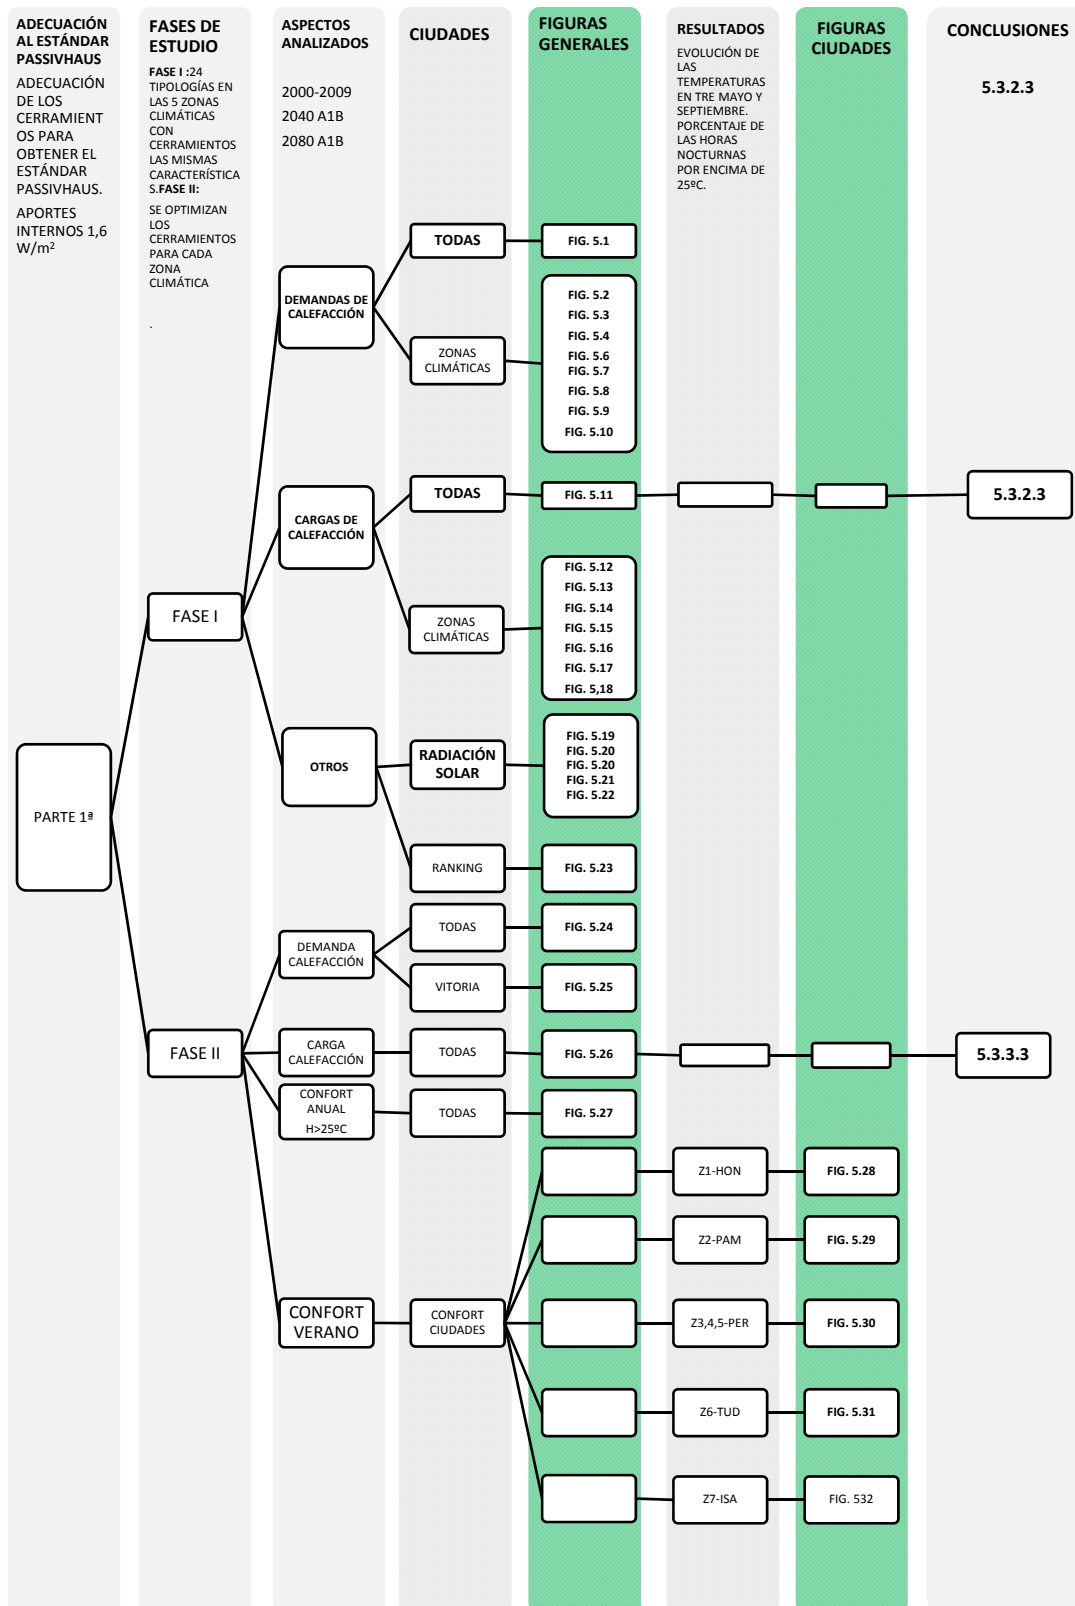 ADECUACIÓN
AL ESTÁNDAR
PASSIVHAUS
ADECUACIÓN
DE LOS
CERRAMIENT
OS PARA
OBTENER EL
ESTÁNDAR
PASSIVHAUS.
APORTES
INTERNOS 1,6
W/m²
FASES DE
ESTUDIO
FASE I :24
TIPOLOGÍAS EN
LAS 5 ZONAS
CLIMÁTICAS
CON
CERRAMIENTOS
LAS MISMAS
CARACTERÍSTICA
S.FASE II:
SE OPTIMIZAN
LOS
CERRAMIENTOS
PARA CADA
ZONA
CLIMÁTICA
.
ASPECTOS
ANALIZADOS
2000-2009
2040 A1B
2080 A1B
CIUDADES
FIGURAS
GENERALES
RESULTADOS
EVOLUCIÓN DE
LAS
TEMPERATURAS
EN TRE MAYO Y
SEPTIEMBRE.
PORCENTAJE DE
LAS HORAS
NOCTURNAS
POR ENCIMA DE
25ºC.
FIGURAS
CIUDADES
CONCLUSIONES
5.3.2.3
PARTE 1ª
FASE I
DEMANDAS DE
CALEFACCIÓN
TODAS
FIG. 5.1
ZONAS
CLIMÁTICAS
FIG. 5.2
FIG. 5.3
FIG. 5.4
FIG. 5.6
FIG. 5.7
FIG. 5.8
FIG. 5.9
FIG. 5.10
CARGAS DE
CALEFACCIÓN
TODAS
FIG. 5.11
5.3.2.3
ZONAS
CLIMÁTICAS
FIG. 5.12
FIG. 5.13
FIG. 5.14
FIG. 5.15
FIG. 5.16
FIG. 5.17
FIG. 5,18
OTROS
RADIACIÓN
SOLAR
FIG. 5.19
FIG. 5.20
FIG. 5.20
FIG. 5.21
FIG. 5.22
RANKING
FIG. 5.23
FASE II
DEMANDA
CALEFACCIÓN
TODAS
FIG. 5.24
VITORIA
FIG. 5.25
CARGA
CALEFACCIÓN
TODAS
FIG. 5.26
5.3.3.3
CONFORT
ANUAL
H>25ºC
TODAS
FIG. 5.27
CONFORT
VERANO
CONFORT
CIUDADES
Z1-HON
FIG. 5.28
Z2-PAM
FIG. 5.29
Z3,4,5-PER
FIG. 5.30
Z6-TUD
FIG. 5.31
Z7-ISA
FIG. 532